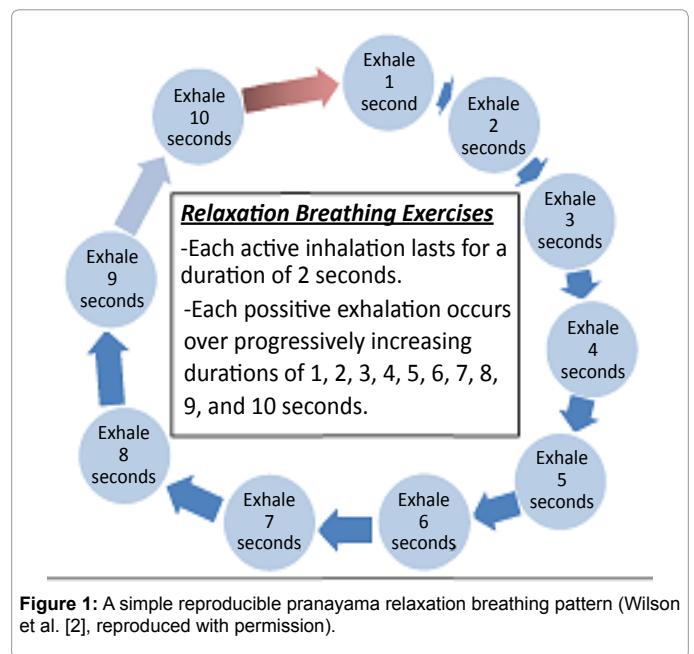 Exhale
1
second
Exhale
2
seconds
Exhale
3
seconds
Exhale
4
seconds
Exhale
5
seconds
Exhale
6
seconds
Exhale
7
seconds
Exhale
8
seconds
Exhale
9
seconds
Exhale
10
seconds
Relaxation Breathing Exercises
-Each active inhalation lasts for a
duration of 2 seconds.
-Each possitive exhalation occurs
over progressively increasing
durations of 1, 2, 3, 4, 5, 6, 7, 8,
9, and 10 seconds.
Figure 1: A simple reproducible pranayama relaxation breathing pattern (Wilson
et al. [2], reproduced with permission).